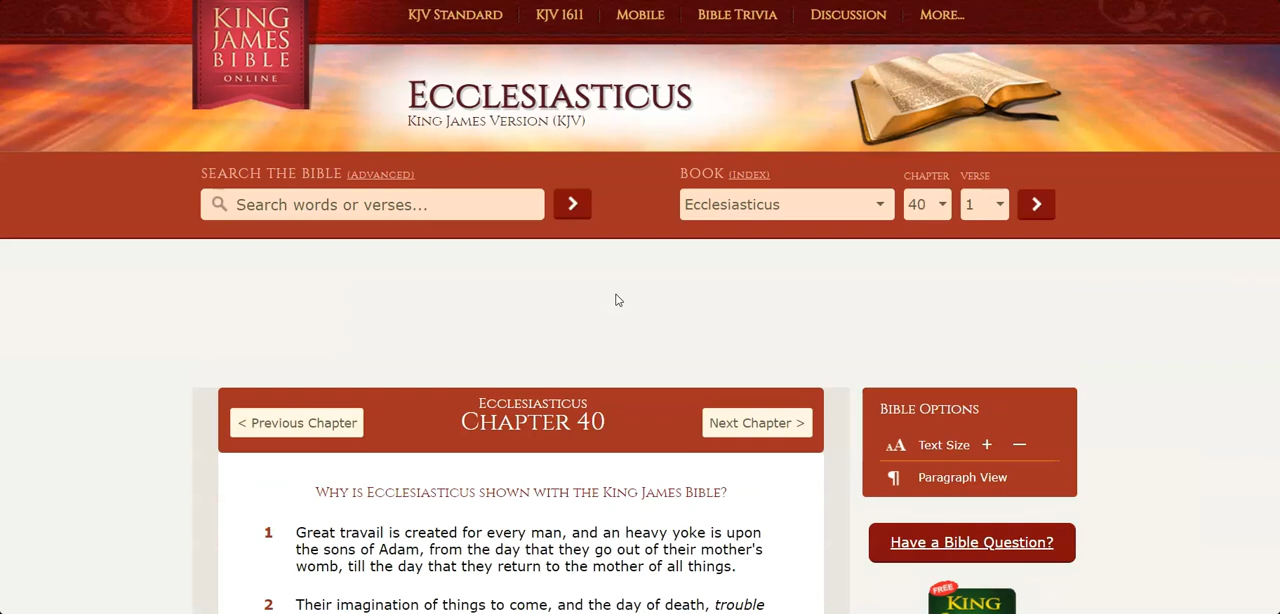 KING
JAMES
BIBLE
ONLINE
KJV STANDARD
KJV 1611
MOBILE
BIBLE TRIVIA
DISCUSSION
MORE...
ECCLESIASTICUS
KING JAMES VERSION (KJV)
SEARCH THE BIBLE (ADVANCED)
BOOK (INDEX)
CHAPTER
VERSE
Search words or verses...
Ecclesiasticus
40
1
< Previous Chapter
ECCLESIASTICUS
CHAPTER 40
Next Chapter >
BIBLE OPTIONS
AA Text Size + —
¶ Paragraph View
WHY IS ECCLESIASTICUS SHOWN WITH THE KING JAMES BIBLE?
1 Great travail is created for every man, and an heavy yoke is upon
the sons of Adam, from the day that they go out of their mother's
womb, till the day that they return to the mother of all things.
Have a Bible Question?
2 Their imagination of things to come, and the day of death, trouble
FREE
KING